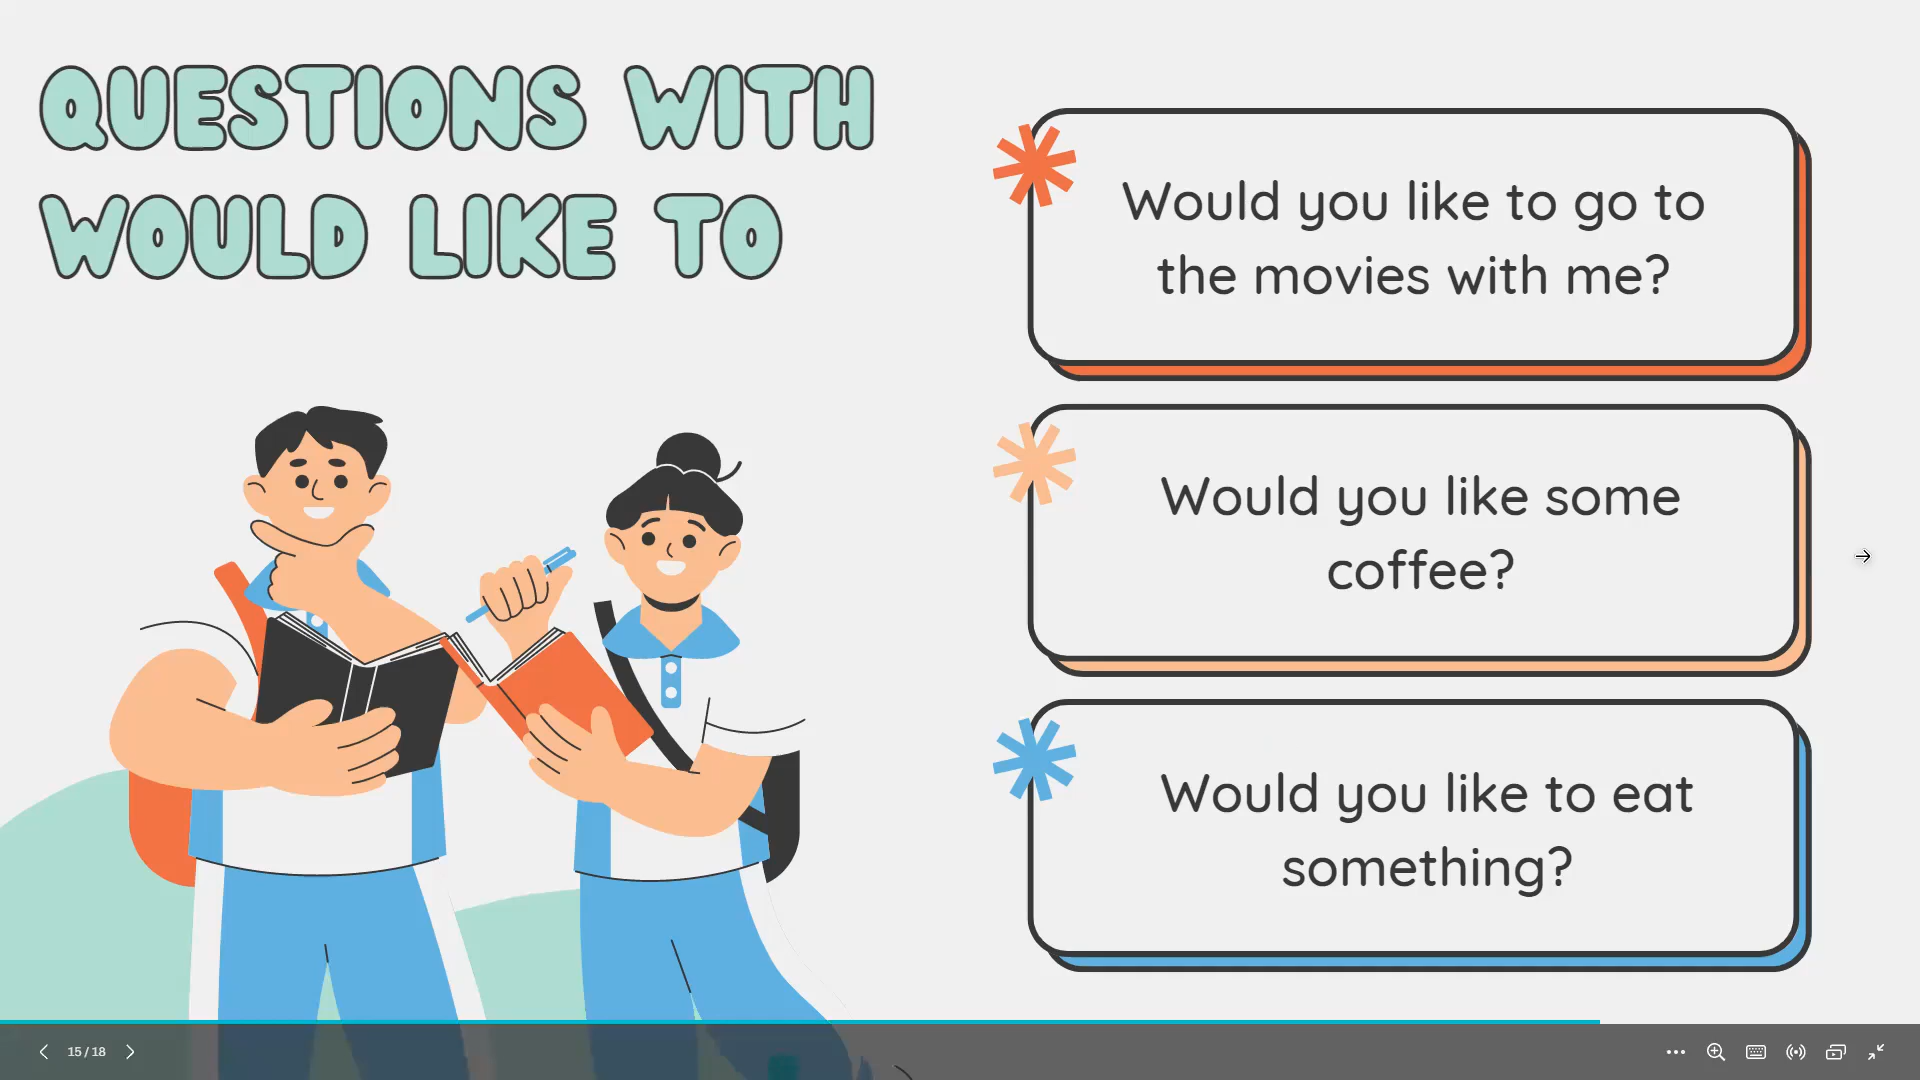 QUESTIONS WITH
WOULD LIKE TO
Would you like to go to
the movies with me?
Would you like some
coffee?
Would you like to eat
something?
15 / 18